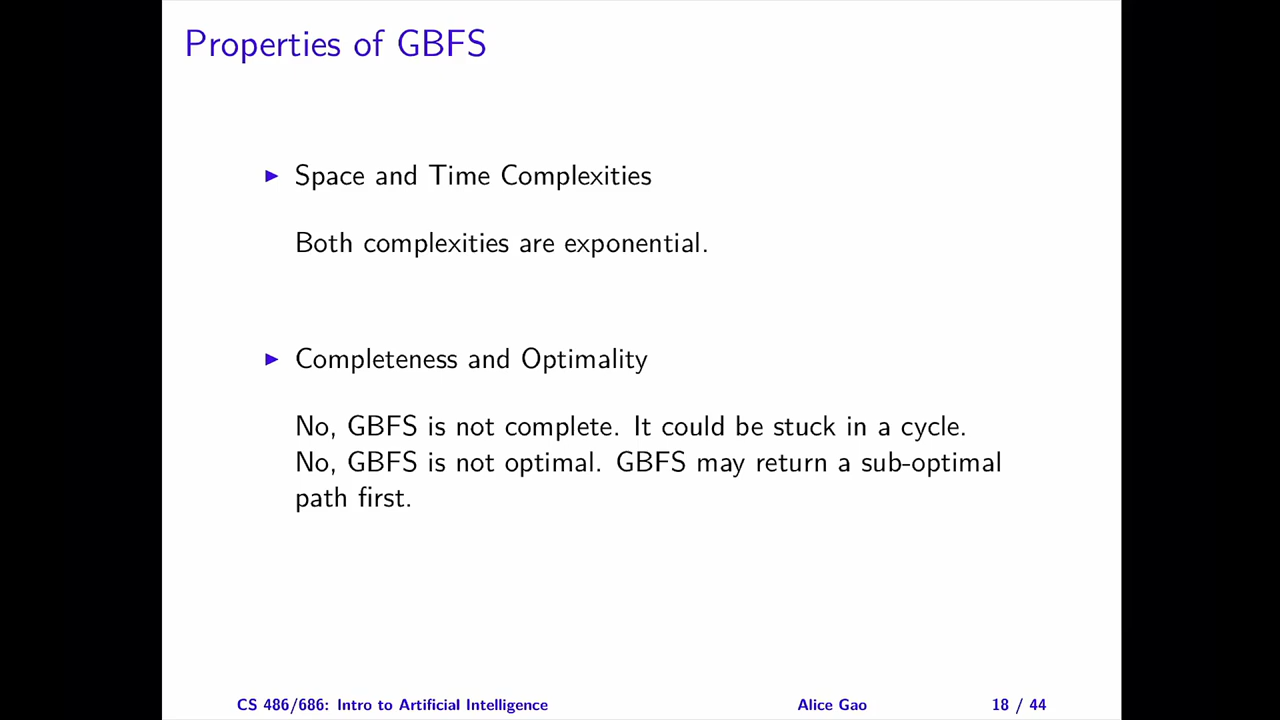 Properties of GBFS
▶ Space and Time Complexities
Both complexities are exponential.
▶ Completeness and Optimality
No, GBFS is not complete. It could be stuck in a cycle.
No, GBFS is not optimal. GBFS may return a sub-optimal
path first.
CS 486/686: Intro to Artificial Intelligence Alice Gao 18 / 44